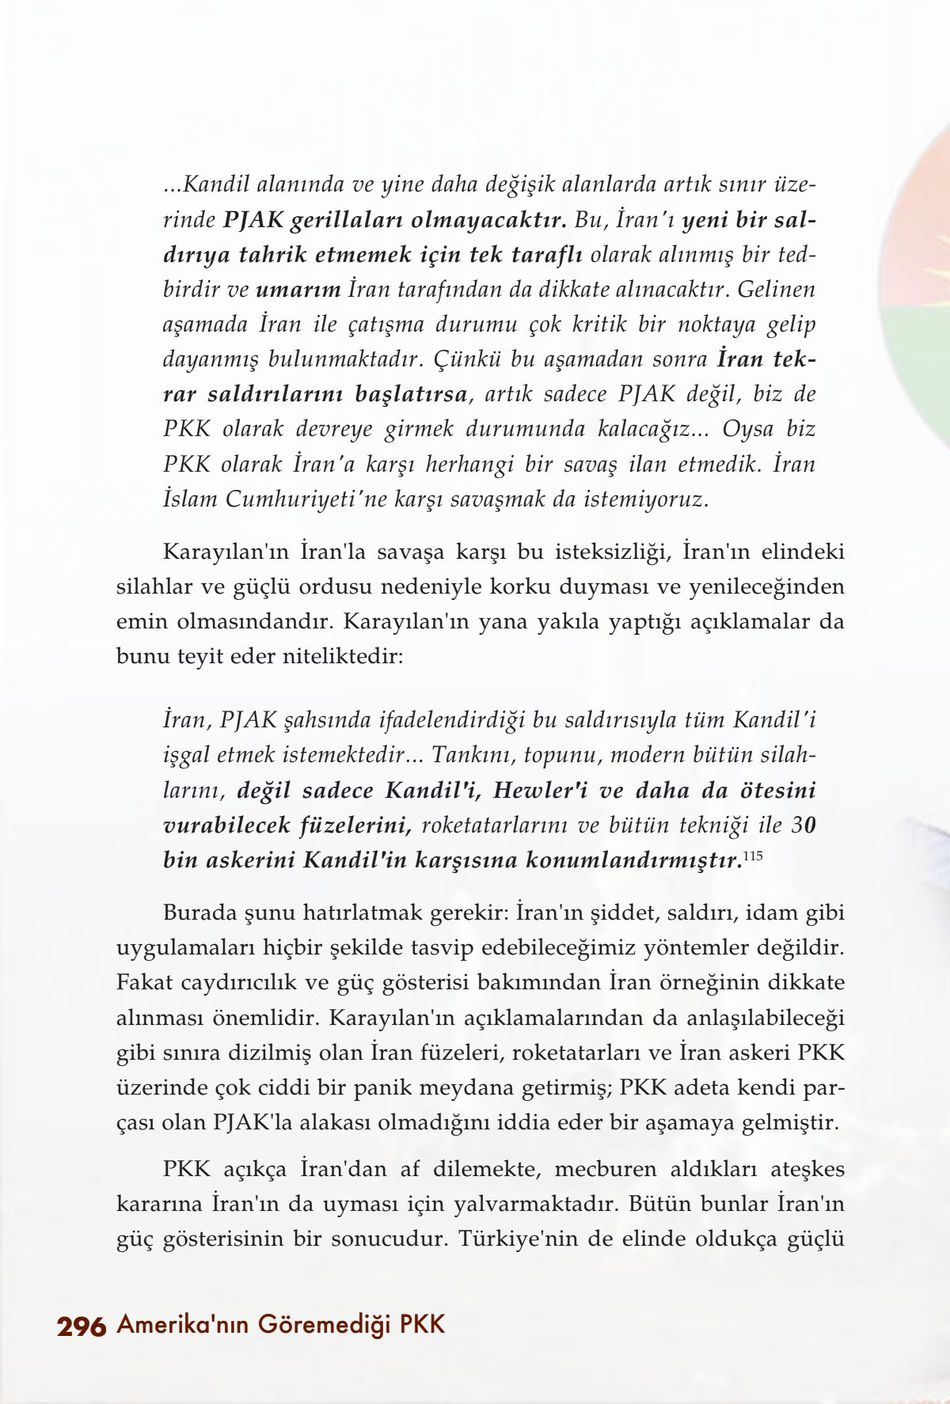 ...Kandil alanında ve yine daha değişik alanlarda artık sınır üze-
rinde PJAK gerillaları olmayacaktır. Bu, İran'ı yeni bir sal-
dırıya tahrik etmemek için tek taraflı olarak alınmış bir ted-
birdir ve umarım İran tarafından da dikkate alınacaktır. Gelinen
aşamada İran ile çatışma durumu çok kritik bir noktaya gelip
dayanmış bulunmaktadır. Çünkü bu aşamadan sonra İran tek-
rar saldırılarını başlatırsa, artık sadece PJAK değil, biz de
PKK olarak devreye girmek durumunda kalacağız... Oysa biz
PKK olarak İran'a karşı herhangi bir savaş ilan etmedik. İran
İslam Cumhuriyeti'ne karşı savaşmak da istemiyoruz.
Karayılan'ın İran'la savaşa karşı bu isteksizliği, İran'ın elindeki
silahlar ve güçlü ordusu nedeniyle korku duyması ve yenileceğinden
emin olmasındandır. Karayılan'ın yana yakıla yaptığı açıklamalar da
bunu teyit eder niteliktedir:
İran, PJAK şahsında ifadelendirdiği bu saldırısıyla tüm Kandil'i
işgal etmek istemektedir... Tankını, topunu, modern bütün silah-
larını, değil sadece Kandil'i, Hewler'i ve daha da ötesini
vurabilecek füzelerini, roketatarlarını ve bütün tekniği ile 30
bin askerini Kandil'in karşısına konumlandırmıştır.115
Burada şunu hatırlatmak gerekir: İran'ın şiddet, saldırı, idam gibi
uygulamaları hiçbir şekilde tasvip edebileceğimiz yöntemler değildir.
Fakat caydırıcılık ve güç gösterisi bakımından İran örneğinin dikkate
alınması önemlidir. Karayılan'ın açıklamalarından da anlaşılabileceği
gibi sınıra dizilmiş olan İran füzeleri, roketatarları ve İran askeri PKK
üzerinde çok ciddi bir panik meydana getirmiş; PKK adeta kendi par-
çası olan PJAK'la alakası olmadığını iddia eder bir aşamaya gelmiştir.
PKK açıkça İran'dan af dilemekte, mecburen aldıkları ateşkes
kararına İran'ın da uyması için yalvarmaktadır. Bütün bunlar İran'ın
güç gösterisinin bir sonucudur. Türkiye'nin de elinde oldukça güçlü
296 Amerika'nın Göremediği PKK